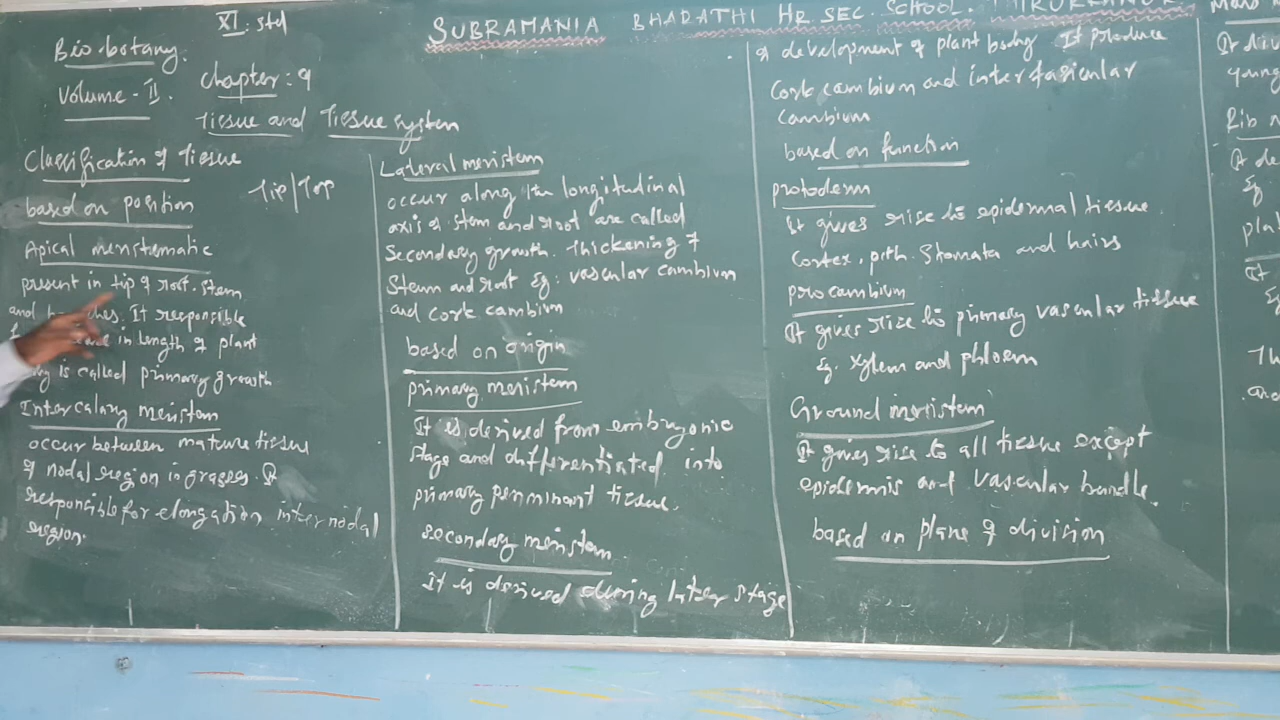 XI: std
SUBRAMANIA BHARATHI HR SEC. SCHOOL.
Bio-botany.
Volume - II.
Chapter: 9
Tissue and Tissue system
Classification of Tissue
Tip/Top
based on position
Apical meristematic
present in tip of root. stem
and It responsible
in length of plant
is called primary growth
Intercalary meristem
occur between mature tissue
of nodal region in grasses. It
responsible for elongation internodal
region.
Lateral meristem
occur along the longitudinal
axis of stem and root are called
Secondary growth. Thickening of
Stem and root Eg: vascular cambium
and cork cambium
based on origin
primary meristem
It is derived from embryonic
stage and differentiated into
primary perminant tissue.
secondary meristem
It is derived during later stage
of development of plant body It produce
Cork cambium and interfasicular
cambium
based on function
protoderm
It gives rise to epidermal tissue
Cortex. pith. Stomata and hairs
procambium
It gives rise to primary vascular tissue
Eg. xylem and phloem
Ground meristem
It gives rise to all tissue except
epidermis and vascular bundle.
based on plane of division
Mass
It
young
Rib
Eg
It